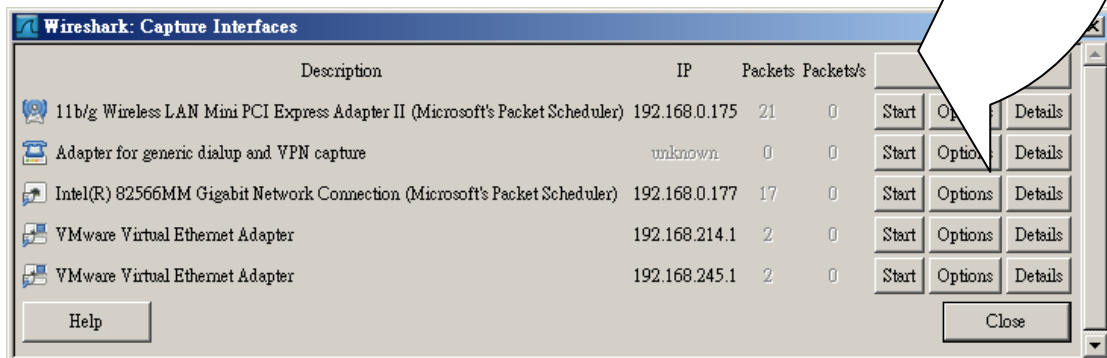 Wireshark: Capture Interfaces
Description IP Packets Packets/s
11b/g Wireless LAN Mini PCI Express Adapter II (Microsoft's Packet Scheduler) 192.168.0.175 21 0 Start Details
Adapter for generic dialup and VPN capture unknown 0 0 Start Options Details
Intel(R) 82566MM Gigabit Network Connection (Microsoft's Packet Scheduler) 192.168.0.177 17 0 Start Options Details
VMware Virtual Ethernet Adapter 192.168.214.1 2 0 Start Options Details
VMware Virtual Ethernet Adapter 192.168.245.1 2 0 Start Options Details
Help Close